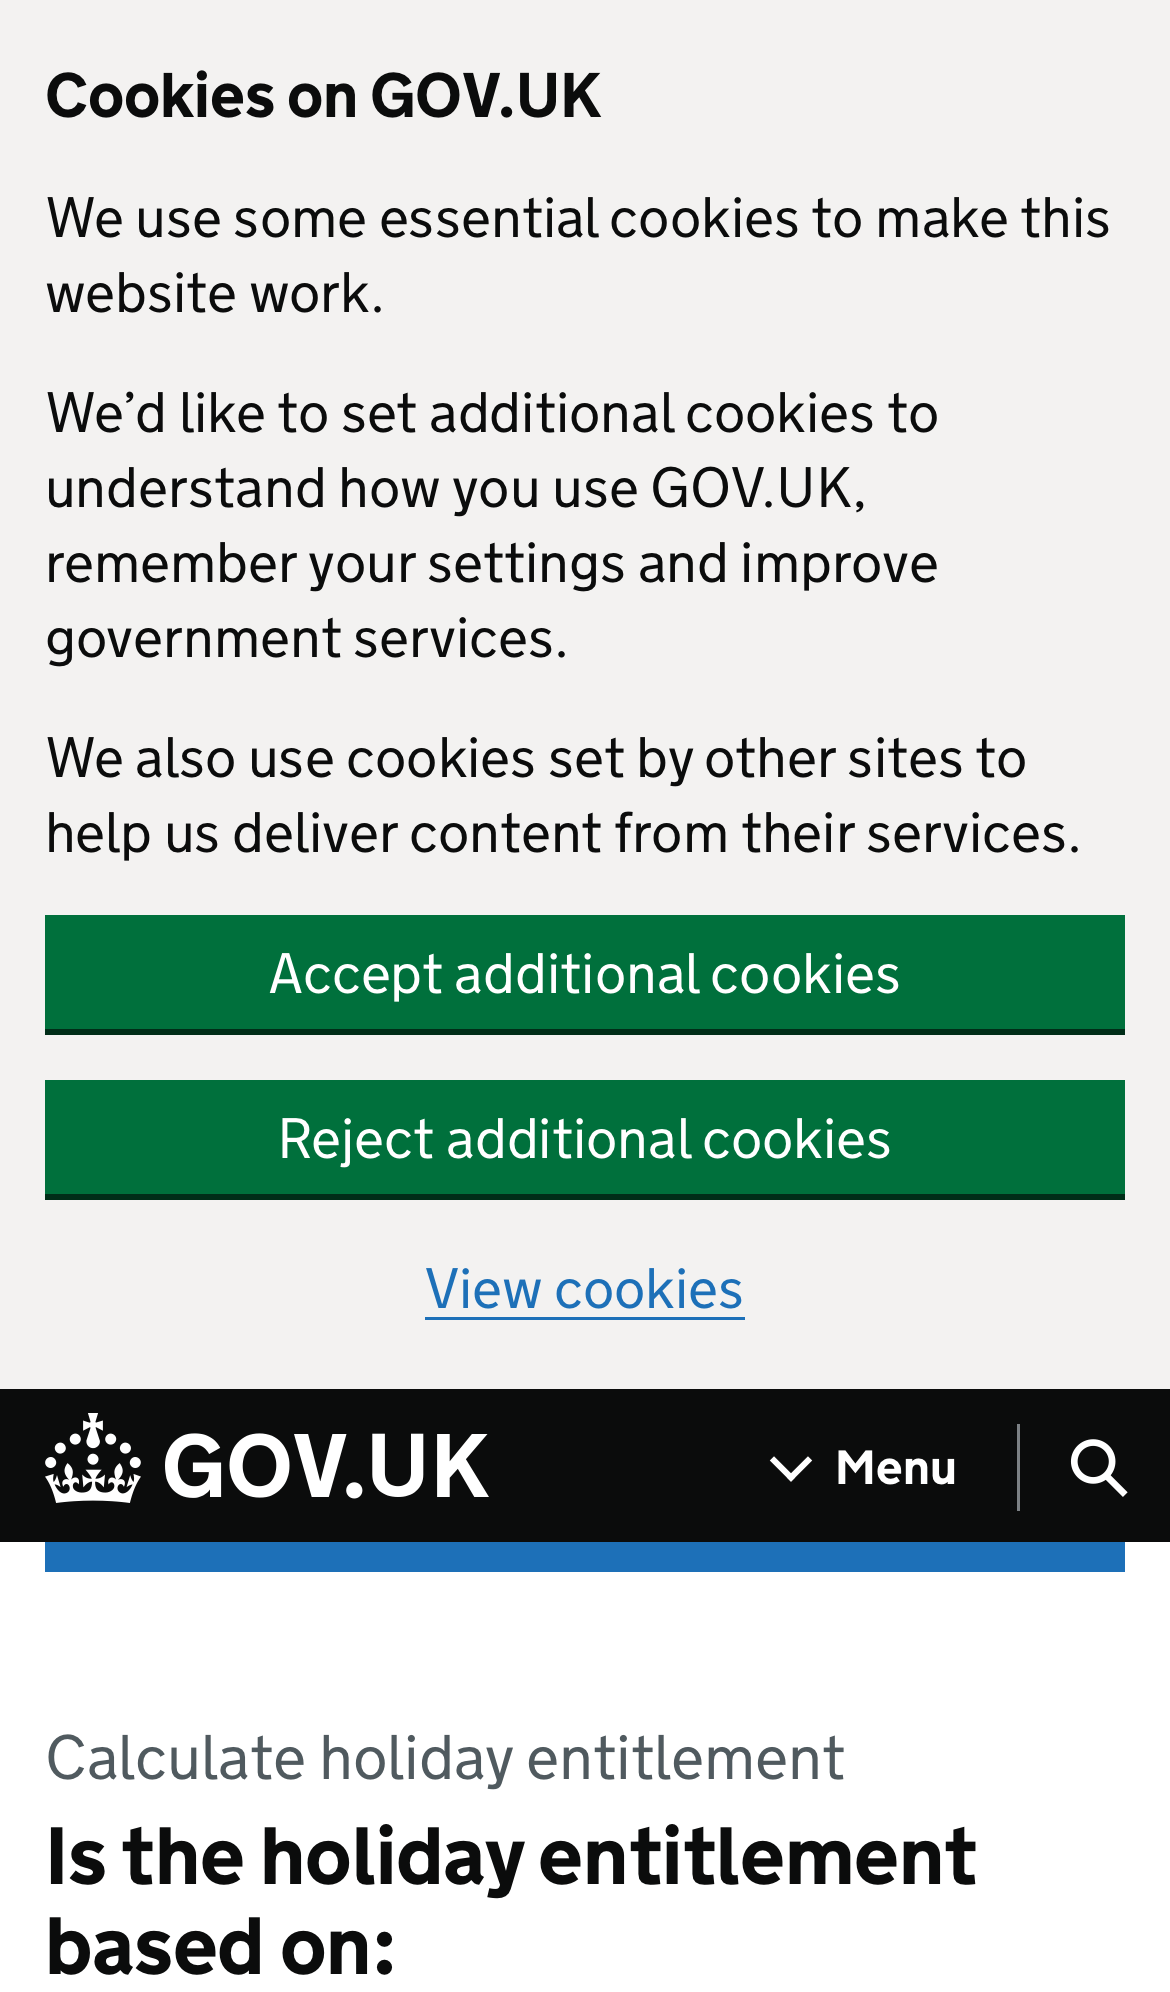 Cookies on GOV.UK
We use some essential cookies to make this
website work.
We’d like to set additional cookies to
understand how you use GOV.UK,
remember your settings and improve
government services.
We also use cookies set by other sites to
help us deliver content from their services.
Accept additional cookies
Reject additional cookies
View cookies
GOV.UK Menu
Calculate holiday entitlement
Is the holiday entitlement
based on: